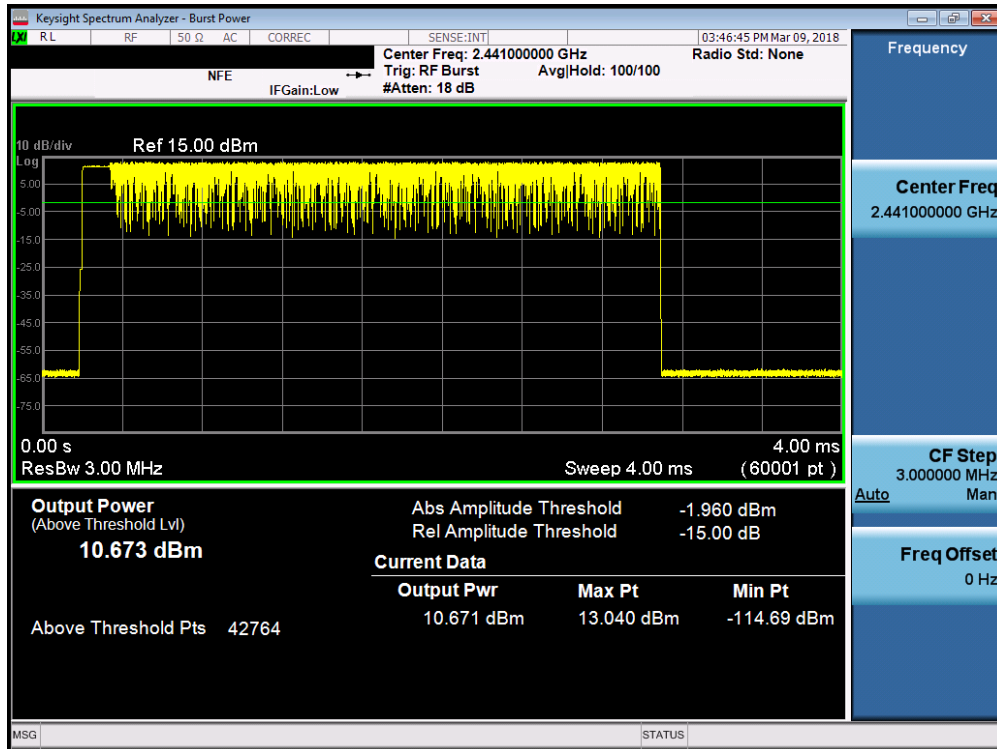 Keysight Spectrum Analyzer - Burst Power
LXI RL RF 50 Ω AC CORREC SENSE:INT 03:46:45 PM Mar 09, 2018
Center Freq: 2.441000000 GHz Radio Std: None
NFE Trig: RF Burst Avg|Hold: 100/100
IFGain:Low #Atten: 18 dB
Frequency
10 dB/div Ref 15.00 dBm
Log
5.00
-5.00
-15.0
-25.0
-35.0
-45.0
-55.0
-65.0
-75.0
0.00 s 4.00 ms
ResBw 3.00 MHz Sweep 4.00 ms (60001 pt)
Output Power
(Above Threshold Lvl)
10.673 dBm
Above Threshold Pts 42764
Abs Amplitude Threshold -1.960 dBm
Rel Amplitude Threshold -15.00 dB
Current Data
Output Pwr Max Pt Min Pt
10.671 dBm 13.040 dBm -114.69 dBm
Center Freq
2.441000000 GHz
CF Step
3.000000 MHz
Auto Man
Freq Offset
0 Hz
MSG STATUS